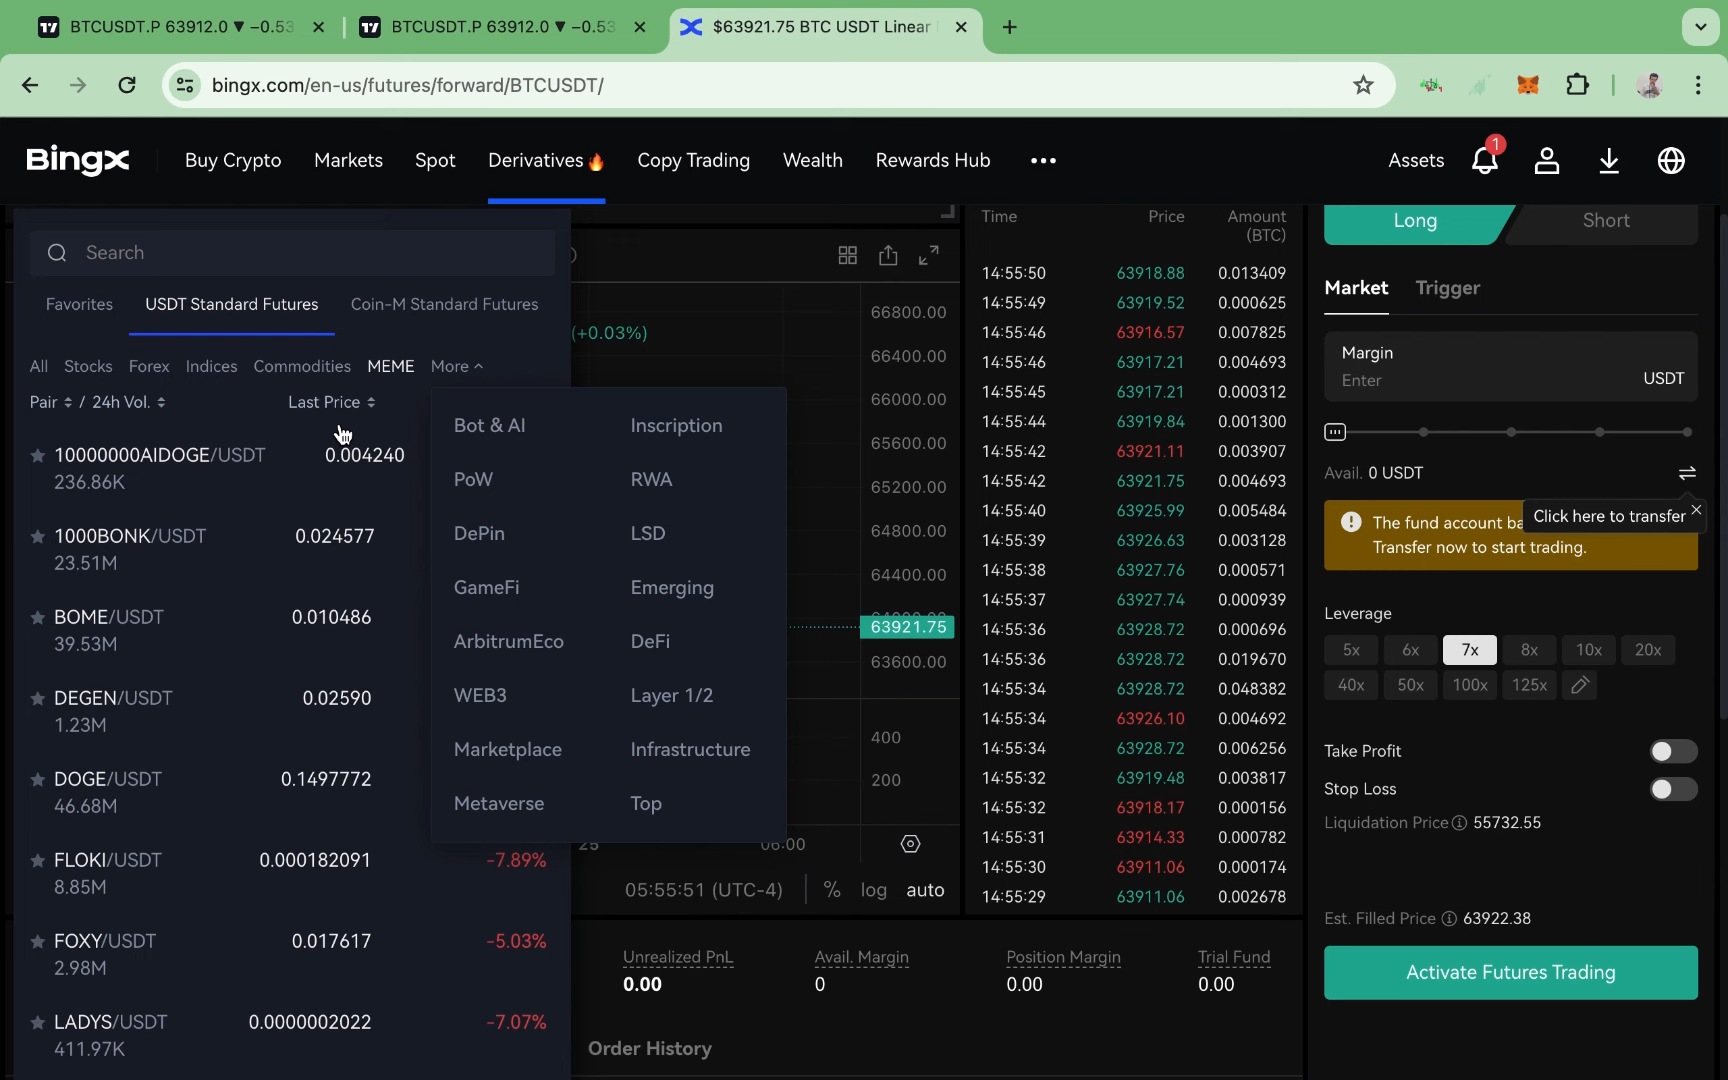 BTCUSDT.P 63912.0 ▼ −0.53
BTCUSDT.P 63912.0 ▼ −0.53
$63921.75 BTC USDT Linear
bingx.com/en-us/futures/forward/BTCUSDT/
BingX
Buy Crypto
Markets
Spot
Derivatives
Copy Trading
Wealth
Rewards Hub
Assets
1
Search
Favorites
USDT Standard Futures
Coin-M Standard Futures
All
Stocks
Forex
Indices
Commodities
MEME
More
Pair / 24h Vol.
Last Price
10000000AIDOGE/USDT 0.004240
236.86K
1000BONK/USDT 0.024577
23.51M
BOME/USDT 0.010486
39.53M
DEGEN/USDT 0.02590
1.23M
DOGE/USDT 0.1497772
46.68M
FLOKI/USDT 0.000182091 -7.89%
8.85M
FOXY/USDT 0.017617 -5.03%
2.98M
LADYS/USDT 0.0000002022 -7.07%
411.97K
Bot & AI Inscription
PoW RWA
DePin LSD
GameFi Emerging
ArbitrumEco DeFi
WEB3 Layer 1/2
Marketplace Infrastructure
Metaverse Top
(+0.03%)
66800.00
66400.00
66000.00
65600.00
65200.00
64800.00
64400.00
63921.75
63600.00
400
200
25
06:00
05:55:51 (UTC-4) % log auto
Time Price Amount
(BTC)
14:55:50 63918.88 0.013409
14:55:49 63919.52 0.000625
14:55:46 63916.57 0.007825
14:55:46 63917.21 0.004693
14:55:45 63917.21 0.000312
14:55:44 63919.84 0.001300
14:55:42 63921.11 0.003907
14:55:42 63921.75 0.004693
14:55:40 63925.99 0.005484
14:55:39 63926.63 0.003128
14:55:38 63927.76 0.000571
14:55:37 63927.74 0.000939
14:55:36 63928.72 0.000696
14:55:36 63928.72 0.019670
14:55:34 63928.72 0.048382
14:55:34 63926.10 0.004692
14:55:34 63928.72 0.006256
14:55:32 63919.48 0.003817
14:55:32 63918.17 0.000156
14:55:31 63914.33 0.000782
14:55:30 63911.06 0.000174
14:55:29 63911.06 0.002678
Unrealized PnL Avail. Margin Position Margin Trial Fund
0.00 0 0.00 0.00
Order History
Long Short
Market Trigger
Margin
Enter USDT
Avail. 0 USDT
The fund account ba
Click here to transfer
Transfer now to start trading.
Leverage
5x 6x 7x 8x 10x 20x
40x 50x 100x 125x
Take Profit
Stop Loss
Liquidation Price 55732.55
Est. Filled Price 63922.38
Activate Futures Trading